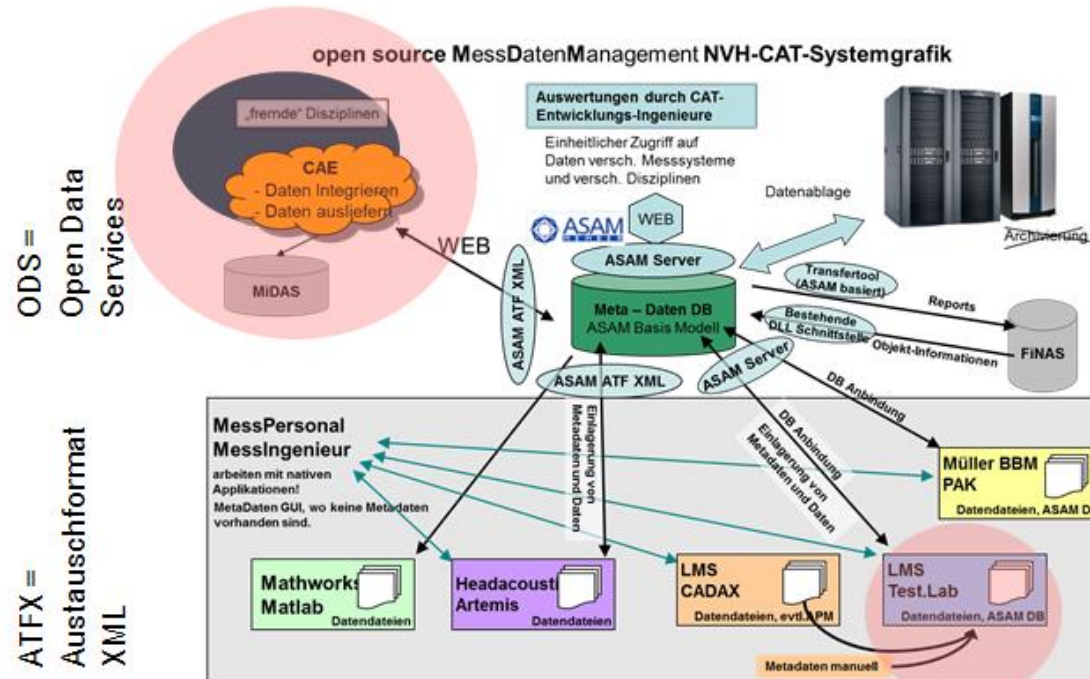 open source MessDatenManagement NVH-CAT-Systemgrafik
ODS =
Open Data
Services
ATFX =
Austauschformat
XML
„fremde“ Disziplinen
CAE
- Daten Integrieren
- Daten ausliefern
MiDAS
WEB
Auswertungen durch CAT-
Entwicklungs-Ingenieure
Einheitlicher Zugriff auf
Daten versch. Messsysteme
und versch. Disziplinen
ASAM
MEMBER
WEB
ASAM Server
Meta – Daten DB
ASAM Basis Modell
ASAM ATF XML
ASAM ATF XML
ASAM Server
Datenablage
Archivierung
Transfertool
(ASAM basiert)
Reports
Bestehende
DLL Schnittstelle
Objekt-Informationen
FiNAS
DB Anbindung
DB Anbindung
Einlagerung von
Metadaten und Daten
Einlagerung von
Metadaten und Daten
MessPersonal
MessIngenieur
arbeiten mit nativen
Applikationen!
MetaDaten GUI, wo keine Metadaten
vorhanden sind.
Müller BBM
PAK
Datendateien, ASAM D
Mathworks
Matlab
Datendateien
Headacousti
Artemis
Datendateien
LMS
CADAX
Datendateien, evtl.APM
LMS
Test.Lab
Datendateien, ASAM DB
Metadaten manuell